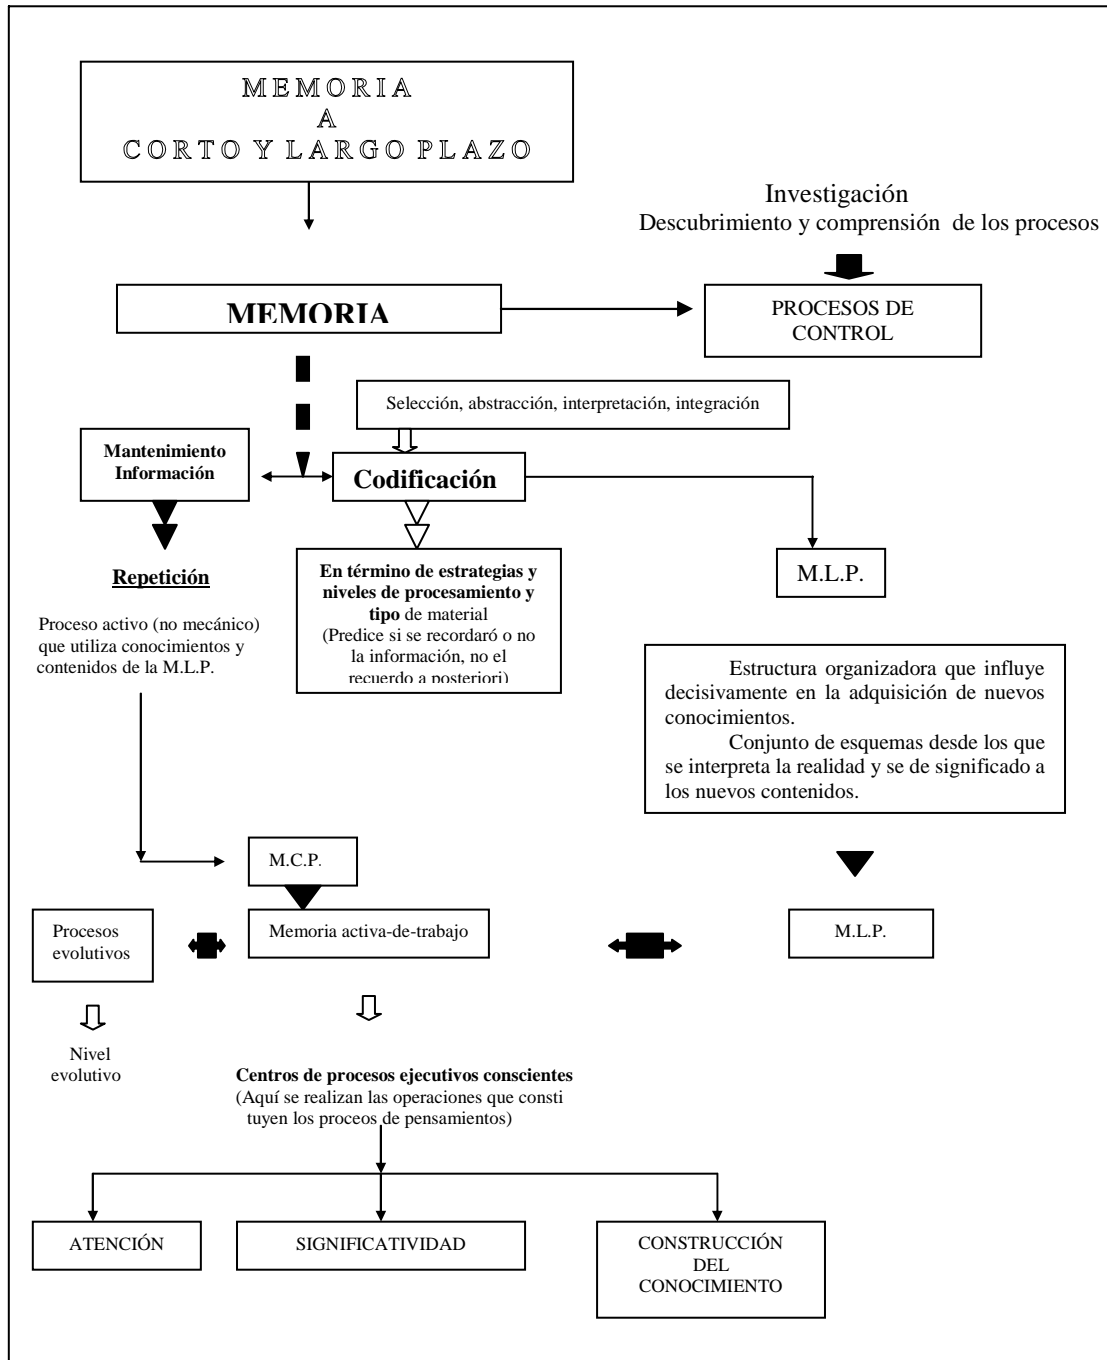 MEMORIA
A
CORTO Y LARGO PLAZO
Investigación
Descubrimiento y comprensión de los procesos
MEMORIA
PROCESOS DE
CONTROL
Selección, abstracción, interpretación, integración
Mantenimiento
Información
Codificación
Repetición
Proceso activo (no mecánico)
que utiliza conocimientos y
contenidos de la M.L.P.
En término de estrategias y
niveles de procesamiento y
tipo de material
(Predice si se recordaró o no
la información, no el
recuerdo a posteriori)
M.L.P.
Estructura organizadora que influye
decisivamente en la adquisición de nuevos
conocimientos.
Conjunto de esquemas desde los que
se interpreta la realidad y se de significado a
los nuevos contenidos.
M.C.P.
Procesos
evolutivos
Memoria activa-de-trabajo
M.L.P.
Nivel
evolutivo
Centros de procesos ejecutivos conscientes
(Aquí se realizan las operaciones que consti
tuyen los proceos de pensamientos)
ATENCIÓN
SIGNIFICATIVIDAD
CONSTRUCCIÓN
DEL
CONOCIMIENTO